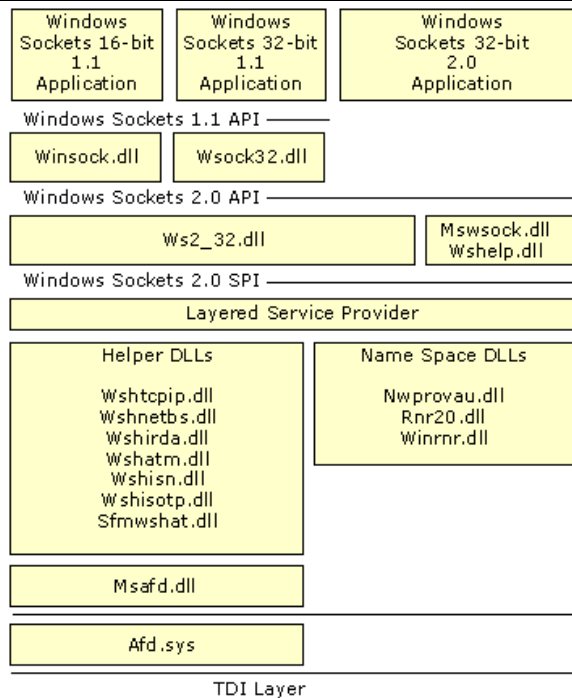 Windows
Sockets 16-bit
1.1
Application
Windows
Sockets 32-bit
1.1
Application
Windows
Sockets 32-bit
2.0
Application
Windows Sockets 1.1 API
Winsock.dll
Wsock32.dll
Windows Sockets 2.0 API
Ws2_32.dll
Mswsock.dll
Wshelp.dll
Windows Sockets 2.0 SPI
Layered Service Provider
Helper DLLs
Wshtcpip.dll
Wshnetbs.dll
Wshirda.dll
Wshatm.dll
Wshisn.dll
Wshisotp.dll
Sfmwshat.dll
Name Space DLLs
Nwprovau.dll
Rnr20.dll
Winrnr.dll
Msafd.dll
Afd.sys
TDI Layer